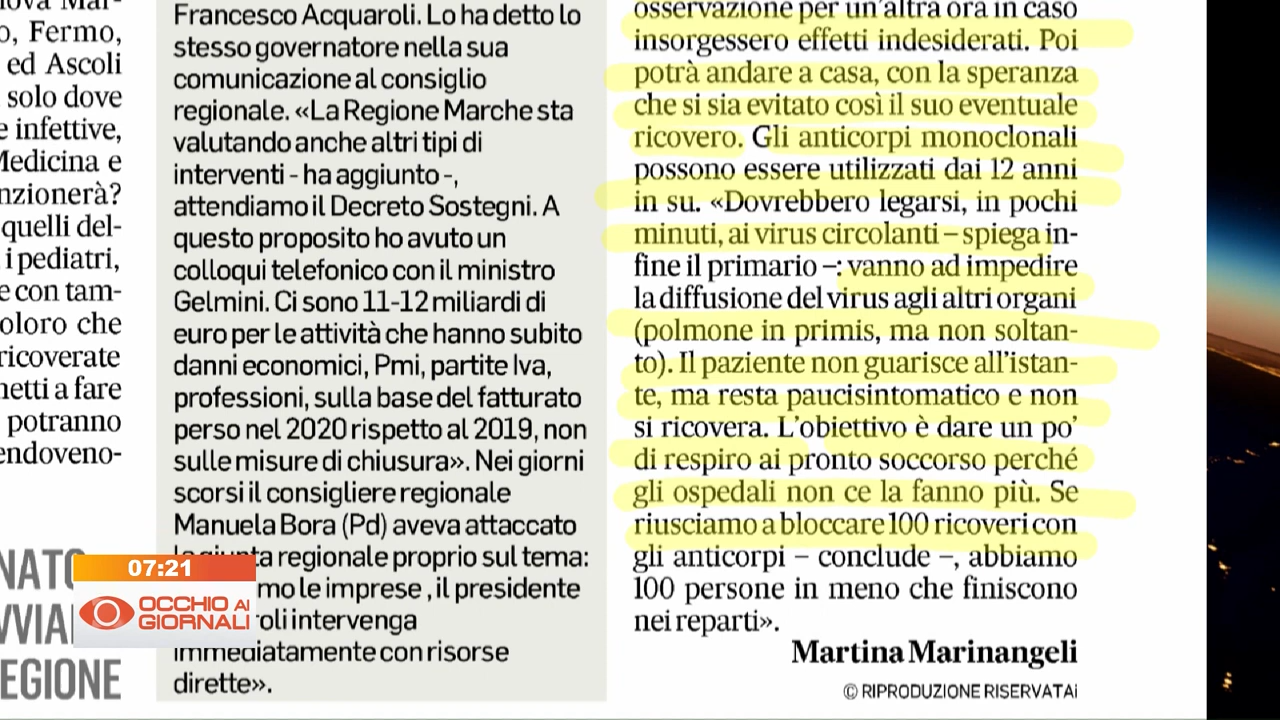 o, Fermo,
ed Ascoli
solo dove
e infettive,
Medicina e
nzionerà?
quelli del-
i pediatri,
e con tam-
oloro che
ricoverate
netti a fare
potranno
endoveno-
NATO
VVIA
REGIONE
Francesco Acquaroli. Lo ha detto lo
stesso governatore nella sua
comunicazione al consiglio
regionale. «La Regione Marche sta
valutando anche altri tipi di
interventi - ha aggiunto -,
attendiamo il Decreto Sostegni. A
questo proposito ho avuto un
colloqui telefonico con il ministro
Gelmini. Ci sono 11-12 miliardi di
euro per le attività che hanno subito
danni economici, Pmi, partite Iva,
professioni, sulla base del fatturato
perso nel 2020 rispetto al 2019, non
sulle misure di chiusura». Nei giorni
scorsi il consigliere regionale
Manuela Bora (Pd) aveva attaccato
la giunta regionale proprio sul tema:
mo le imprese , il presidente
roli intervenga
immediatamente con risorse
dirette».
osservazione per un'altra ora in caso
insorgessero effetti indesiderati. Poi
potrà andare a casa, con la speranza
che si sia evitato così il suo eventuale
ricovero. Gli anticorpi monoclonali
possono essere utilizzati dai 12 anni
in su. «Dovrebbero legarsi, in pochi
minuti, ai virus circolanti – spiega in-
fine il primario –: vanno ad impedire
la diffusione del virus agli altri organi
(polmone in primis, ma non soltan-
to). Il paziente non guarisce all'istan-
te, ma resta paucisintomatico e non
si ricovera. L'obiettivo è dare un po'
di respiro ai pronto soccorso perché
gli ospedali non ce la fanno più. Se
riusciamo a bloccare 100 ricoveri con
gli anticorpi – conclude –, abbiamo
100 persone in meno che finiscono
nei reparti».
Martina Marinangeli
© RIPRODUZIONE RISERVATAi
07:21
OCCHIO AI
GIORNALI